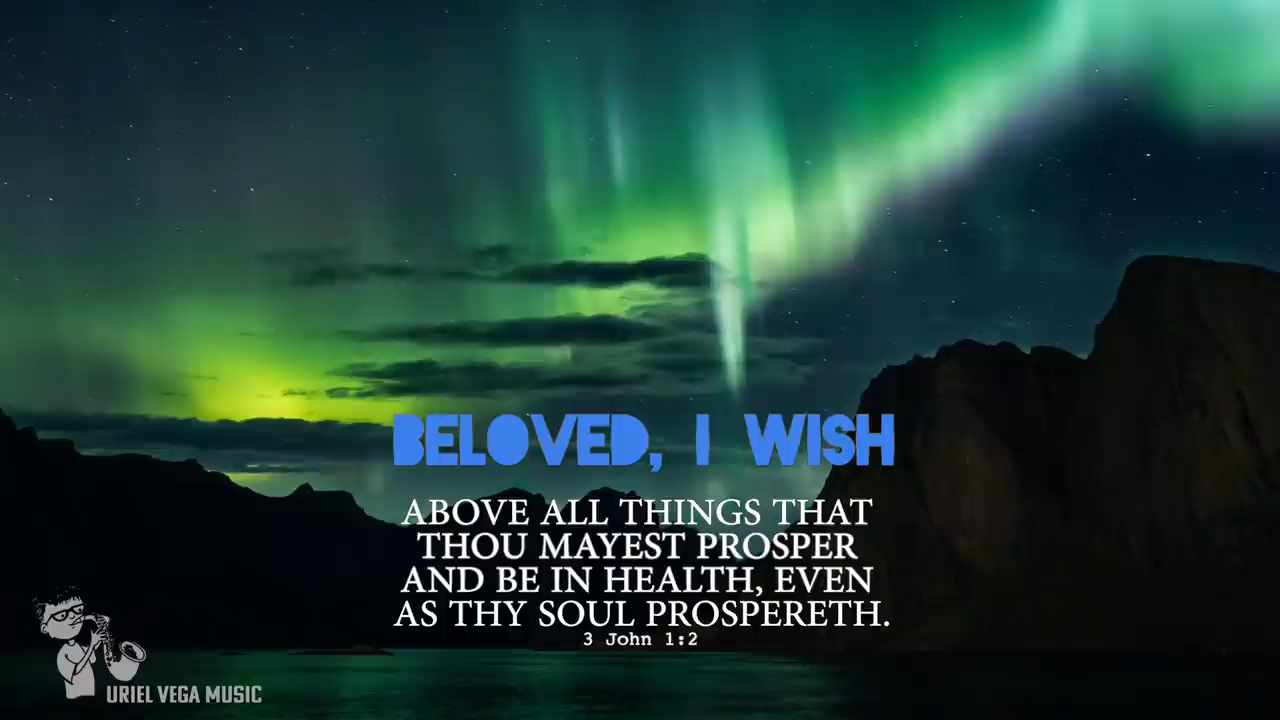 BELOVED, I WISH
ABOVE ALL THINGS THAT
THOU MAYEST PROSPER
AND BE IN HEALTH, EVEN
AS THY SOUL PROSPERETH.
3 John 1:2
URIEL VEGA MUSIC